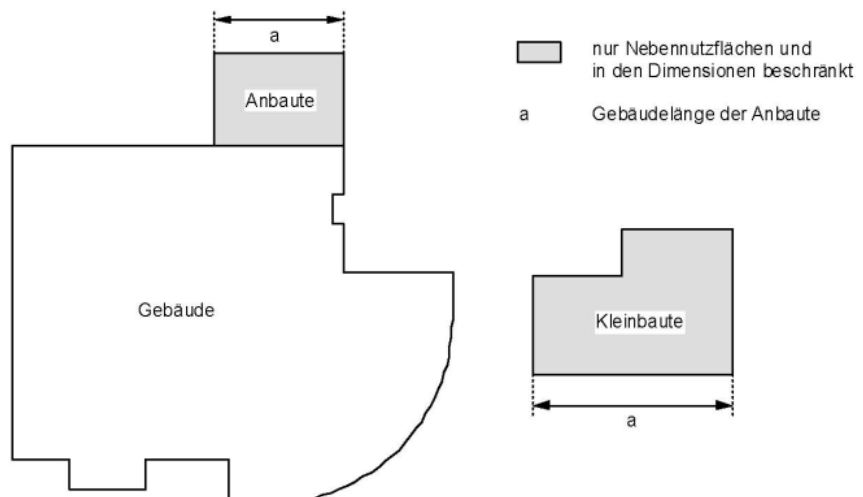 a
Anbaute
nur Nebennutzflächen und
in den Dimensionen beschränkt
a Gebäudelänge der Anbaute
Gebäude
Kleinbaute
a